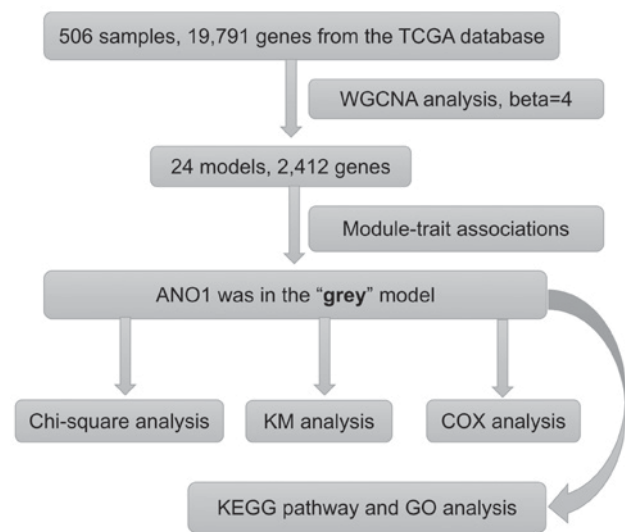 506 samples, 19,791 genes from the TCGA database
WGCNA analysis, beta=4
24 models, 2,412 genes
Module-trait associations
ANO1 was in the “grey” model
Chi-square analysis
KM analysis
COX analysis
KEGG pathway and GO analysis